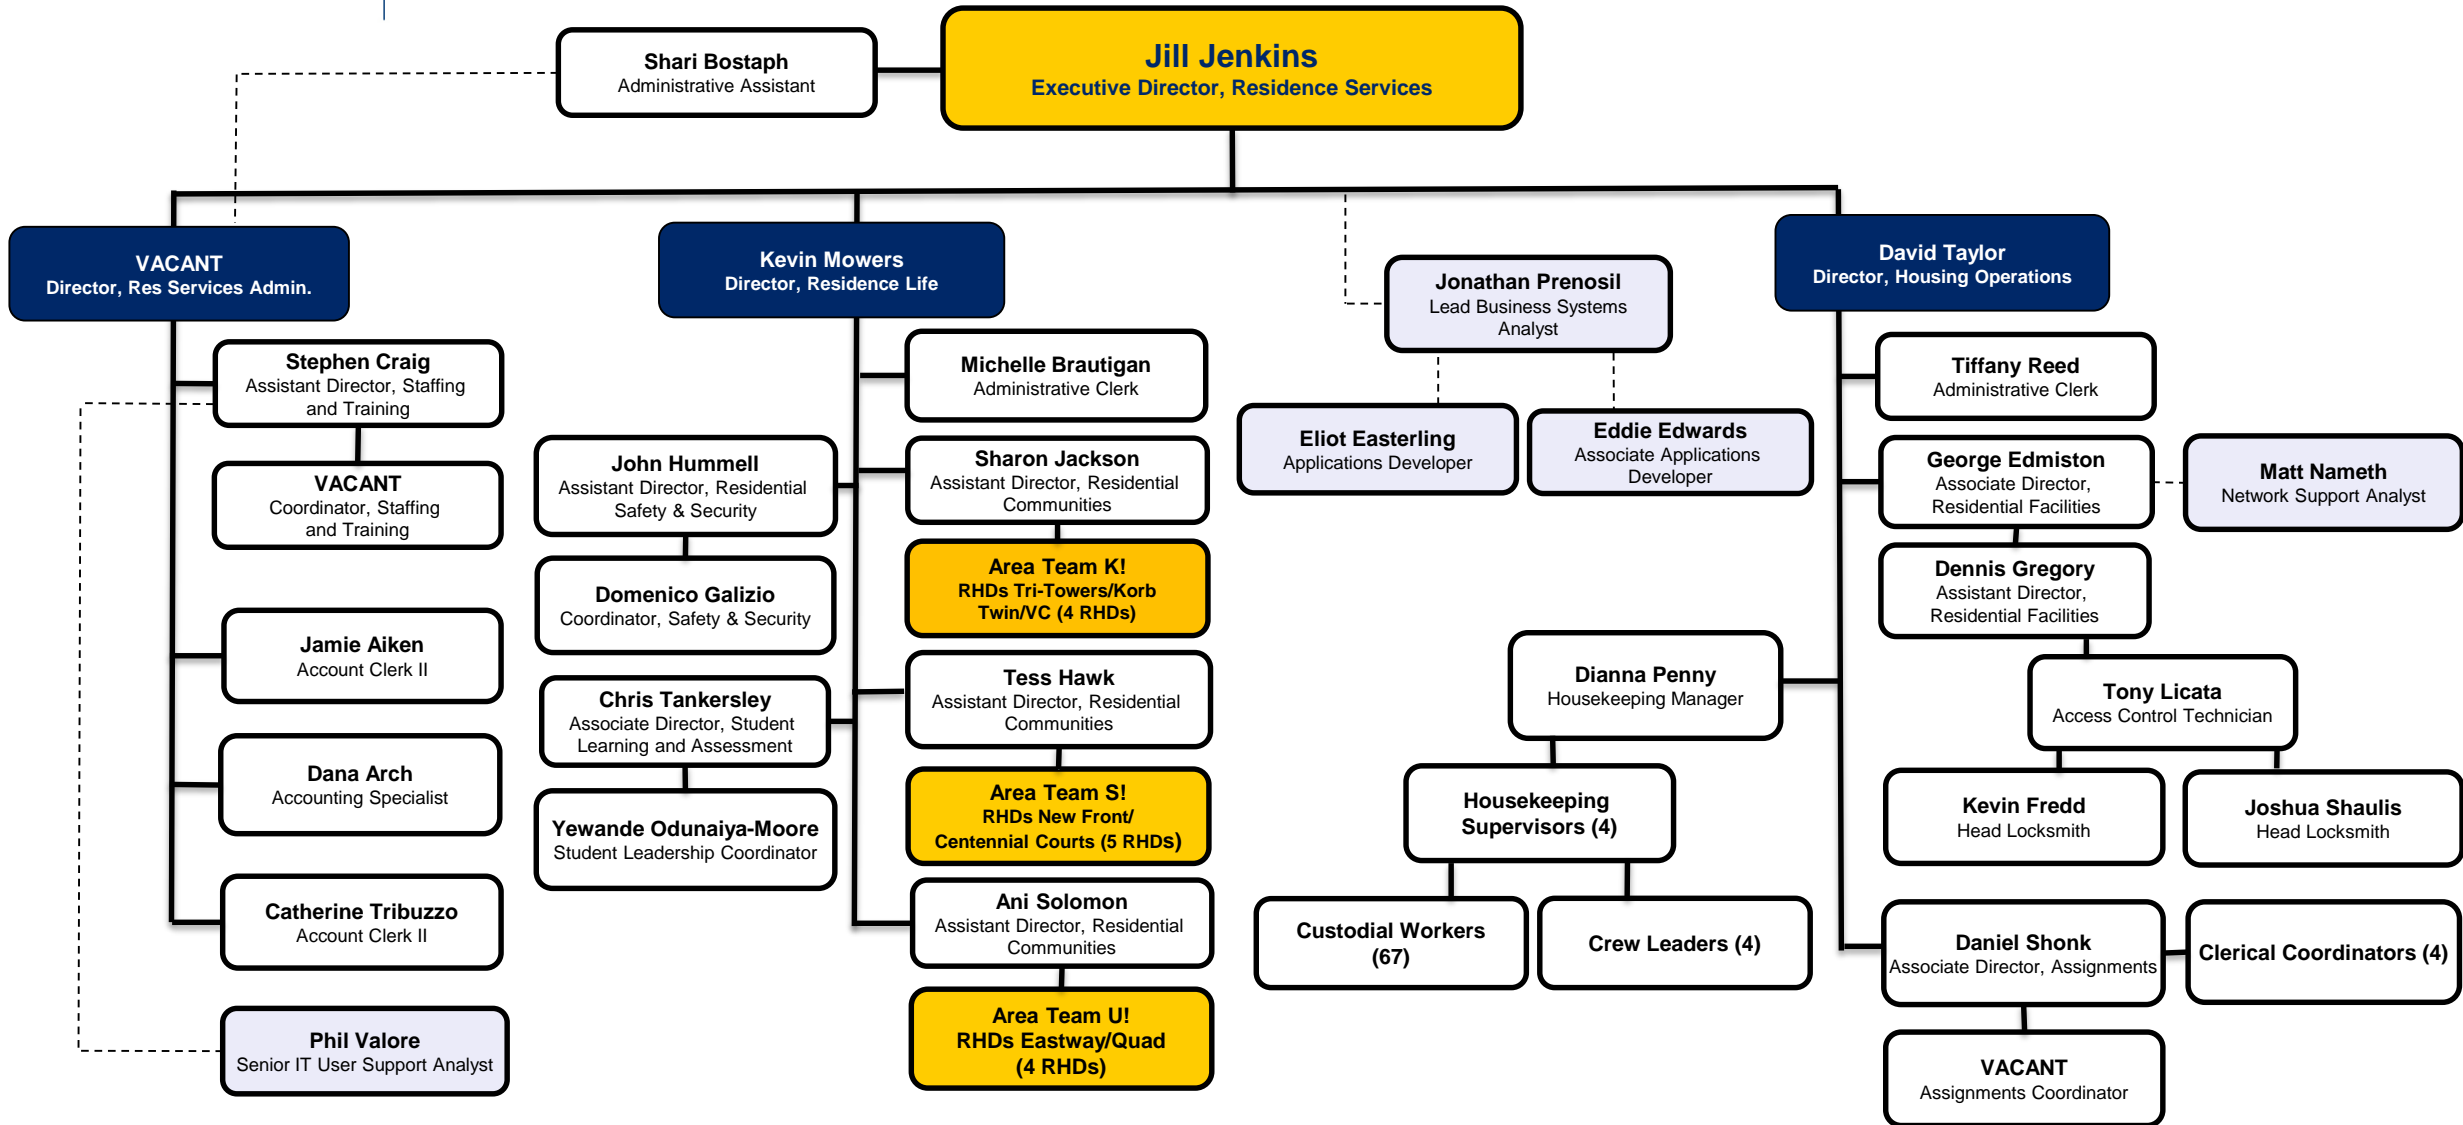 Shari Bostaph
Administrative Assistant
Jill Jenkins
Executive Director, Residence Services
VACANT
Director, Res Services Admin.
Kevin Mowers
Director, Residence Life
David Taylor
Director, Housing Operations
Stephen Craig
Assistant Director, Staffing
and Training
VACANT
Coordinator, Staffing
and Training
Jamie Aiken
Account Clerk II
Dana Arch
Accounting Specialist
Catherine Tribuzzo
Account Clerk II
Phil Valore
Senior IT User Support Analyst
John Hummell
Assistant Director, Residential
Safety & Security
Domenico Galizio
Coordinator, Safety & Security
Chris Tankersley
Associate Director, Student
Learning and Assessment
Yewande Odunaiya-Moore
Student Leadership Coordinator
Michelle Brautigan
Administrative Clerk
Sharon Jackson
Assistant Director, Residential
Communities
Area Team K!
RHDs Tri-Towers/Korb
Twin/VC (4 RHDs)
Tess Hawk
Assistant Director, Residential
Communities
Area Team S!
RHDs New Front/
Centennial Courts (5 RHDs)
Ani Solomon
Assistant Director, Residential
Communities
Area Team U!
RHDs Eastway/Quad
(4 RHDs)
Jonathan Prenosil
Lead Business Systems
Analyst
Eliot Easterling
Applications Developer
Eddie Edwards
Associate Applications
Developer
Dianna Penny
Housekeeping Manager
Housekeeping
Supervisors (4)
Custodial Workers
(67)
Crew Leaders (4)
Tiffany Reed
Administrative Clerk
George Edmiston
Associate Director,
Residential Facilities
Matt Nameth
Network Support Analyst
Dennis Gregory
Assistant Director,
Residential Facilities
Tony Licata
Access Control Technician
Kevin Fredd
Head Locksmith
Joshua Shaulis
Head Locksmith
Daniel Shonk
Associate Director, Assignments
Clerical Coordinators (4)
VACANT
Assignments Coordinator